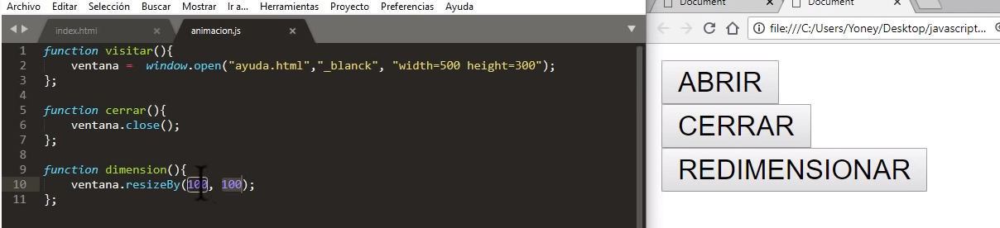 Archivo Editar Selección Buscar Mostrar Ir a... Herramientas Proyecto Preferencias Ayuda
index.html animacion.js
1 function visitar(){
2 ventana = window.open("ayuda.html","_blanck", "width=500 height=300");
3 };
4
5 function cerrar(){
6 ventana.close();
7 };
8
9 function dimension(){
10 ventana.resizeBy(100, 100);
11 };
Document Document
file:///C:/Users/Yoney/Desktop/javascript...
ABRIR
CERRAR
REDIMENSIONAR